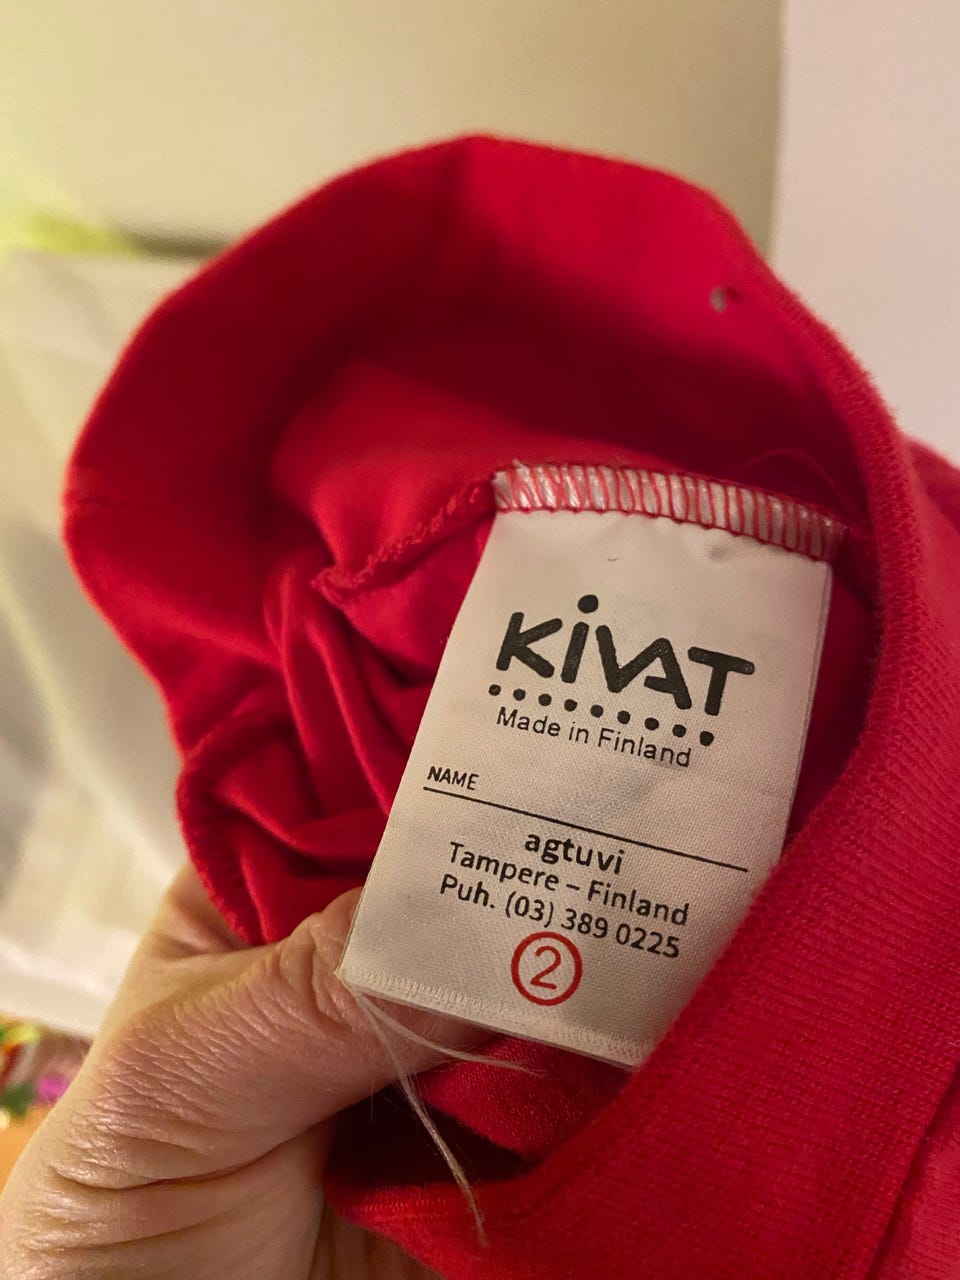 KiVAT
Made in Finland
NAME
agtuvi
Tampere – Finland
Puh. (03) 389 0225
2